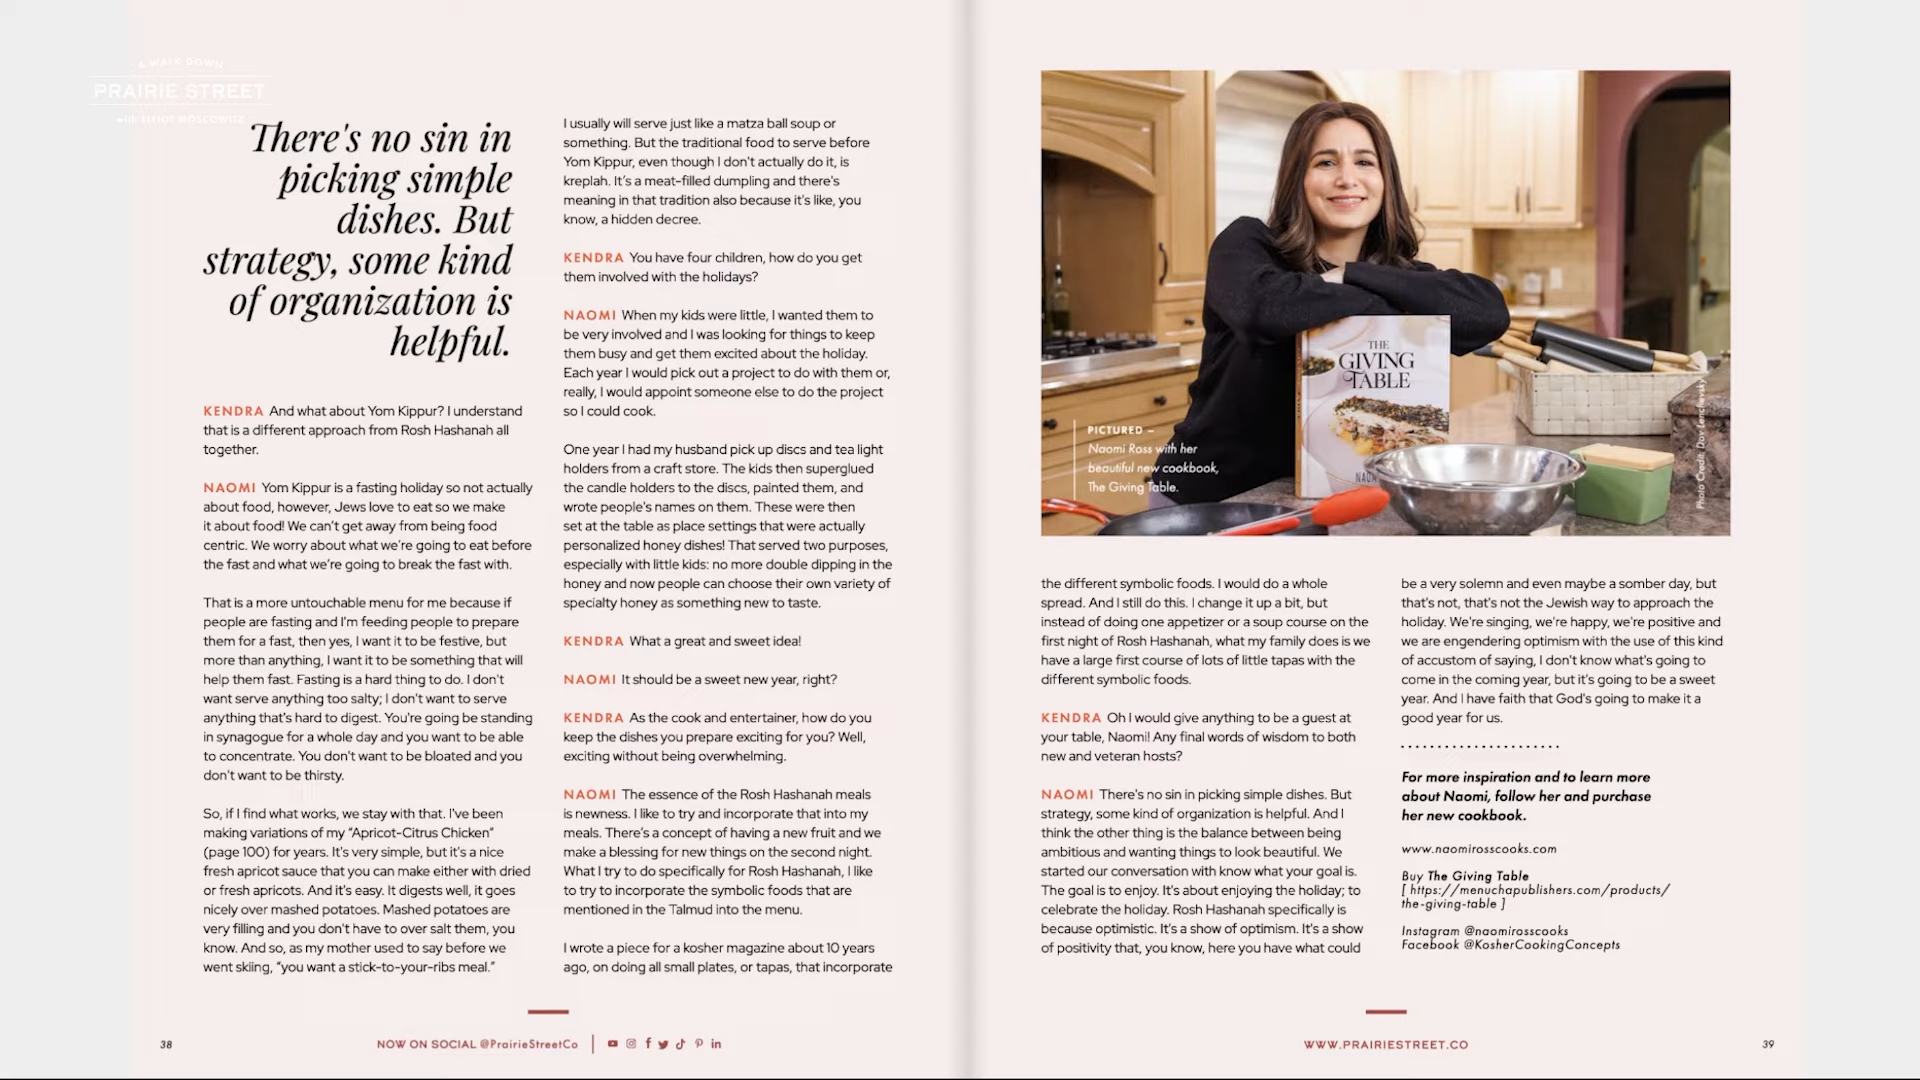 A WALK DOWN
PRAIRIE STREET
with ELLIOT MOSCOWITZ
There's no sin in
picking simple
dishes. But
strategy, some kind
of organization is
helpful.
KENDRA And what about Yom Kippur? I understand
that is a different approach from Rosh Hashanah all
together.
NAOMI Yom Kippur is a fasting holiday so not actually
about food, however, Jews love to eat so we make
it about food! We can't get away from being food
centric. We worry about what we're going to eat before
the fast and what we're going to break the fast with.
That is a more untouchable menu for me because if
people are fasting and I'm feeding people to prepare
them for a fast, then yes, I want it to be festive, but
more than anything, I want it to be something that will
help them fast. Fasting is a hard thing to do. I don't
want serve anything too salty; I don't want to serve
anything that's hard to digest. You're going be standing
in synagogue for a whole day and you want to be able
to concentrate. You don't want to be bloated and you
don't want to be thirsty.
So, if I find what works, we stay with that. I've been
making variations of my "Apricot-Citrus Chicken"
(page 100) for years. It's very simple, but it's a nice
fresh apricot sauce that you can make either with dried
or fresh apricots. And it's easy. It digests well, it goes
nicely over mashed potatoes. Mashed potatoes are
very filling and you don't have to over salt them, you
know. And so, as my mother used to say before we
went skiing, "you want a stick-to-your-ribs meal."
I usually will serve just like a matza ball soup or
something. But the traditional food to serve before
Yom Kippur, even though I don't actually do it, is
kreplah. It's a meat-filled dumpling and there's
meaning in that tradition also because it's like, you
know, a hidden decree.
KENDRA You have four children, how do you get
them involved with the holidays?
NAOMI When my kids were little, I wanted them to
be very involved and I was looking for things to keep
them busy and get them excited about the holiday.
Each year I would pick out a project to do with them or,
really, I would appoint someone else to do the project
so I could cook.
One year I had my husband pick up discs and tea light
holders from a craft store. The kids then superglued
the candle holders to the discs, painted them, and
wrote people's names on them. These were then
set at the table as place settings that were actually
personalized honey dishes! That served two purposes,
especially with little kids: no more double dipping in the
honey and now people can choose their own variety of
specialty honey as something new to taste.
KENDRA What a great and sweet idea!
NAOMI It should be a sweet new year, right?
KENDRA As the cook and entertainer, how do you
keep the dishes you prepare exciting for you? Well,
exciting without being overwhelming.
NAOMI The essence of the Rosh Hashanah meals
is newness. I like to try and incorporate that into my
meals. There's a concept of having a new fruit and we
make a blessing for new things on the second night.
What I try to do specifically for Rosh Hashanah, I like
to try to incorporate the symbolic foods that are
mentioned in the Talmud into the menu.
I wrote a piece for a kosher magazine about 10 years
ago, on doing all small plates, or tapas, that incorporate
38
NOW ON SOCIAL @PrairieStreetCo
THE
GIVING
TABLE
NAOM
PICTURED –
Naomi Ross with her
beautiful new cookbook,
The Giving Table.
Photo Credit: Dov Lenchevsky
the different symbolic foods. I would do a whole
spread. And I still do this. I change it up a bit, but
instead of doing one appetizer or a soup course on the
first night of Rosh Hashanah, what my family does is we
have a large first course of lots of little tapas with the
different symbolic foods.
KENDRA Oh I would give anything to be a guest at
your table, Naomi! Any final words of wisdom to both
new and veteran hosts?
NAOMI There's no sin in picking simple dishes. But
strategy, some kind of organization is helpful. And I
think the other thing is the balance between being
ambitious and wanting things to look beautiful. We
started our conversation with know what your goal is.
The goal is to enjoy. It's about enjoying the holiday; to
celebrate the holiday. Rosh Hashanah specifically is
because optimistic. It's a show of optimism. It's a show
of positivity that, you know, here you have what could
be a very solemn and even maybe a somber day, but
that's not, that's not the Jewish way to approach the
holiday. We're singing, we're happy, we're positive and
we are engendering optimism with the use of this kind
of accustom of saying, I don't know what's going to
come in the coming year, but it's going to be a sweet
year. And I have faith that God's going to make it a
good year for us.
For more inspiration and to learn more
about Naomi, follow her and purchase
her new cookbook.
www.naomirosscooks.com
Buy The Giving Table
[ https://menuchapublishers.com/products/
the-giving-table ]
Instagram @naomirosscooks
Facebook @KosherCookingConcepts
WWW.PRAIRIESTREET.CO
39